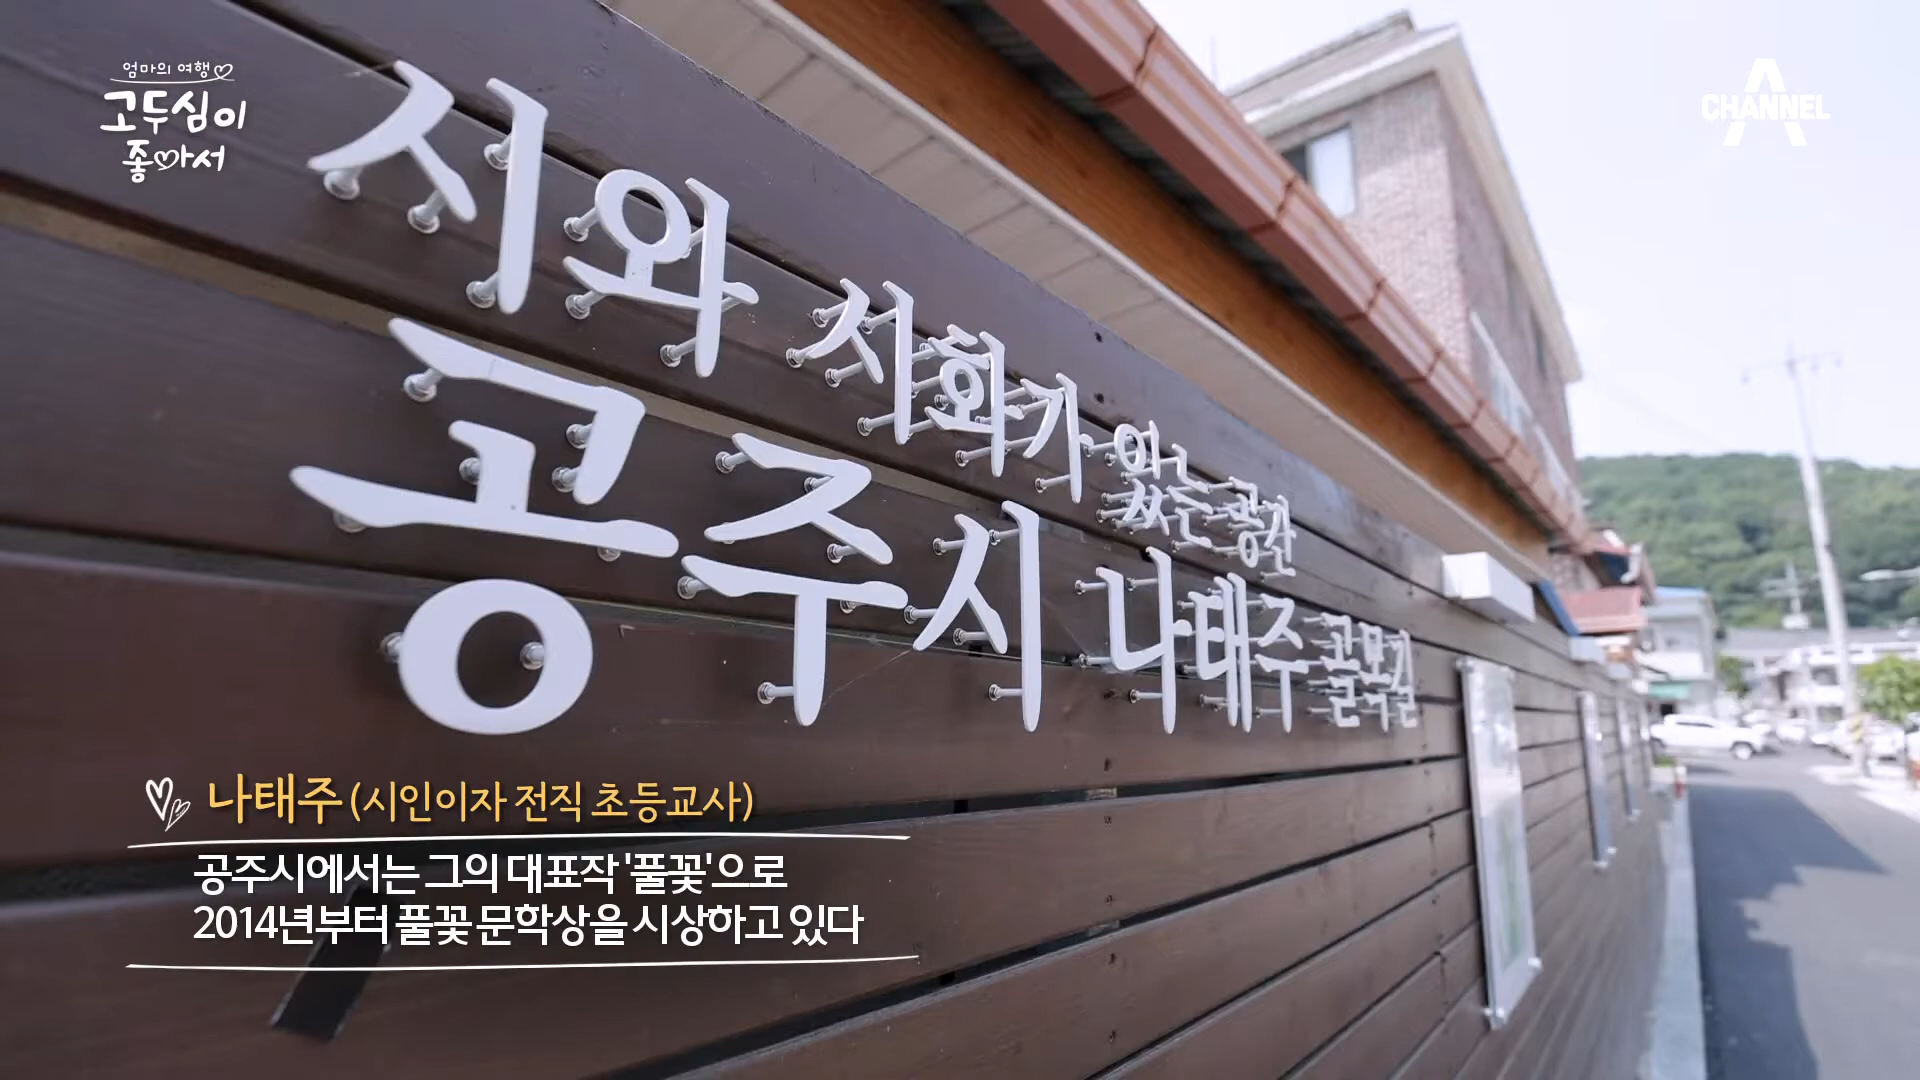 엄마의 여행
고두심이
좋아서
CHANNEL A
시와 시화가 있는 공간
공주시 나태주 골목길
나태주 (시인이자 전직 초등교사)
공주시에서는 그의 대표작 '풀꽃'으로
2014년부터 풀꽃 문학상을 시상하고 있다